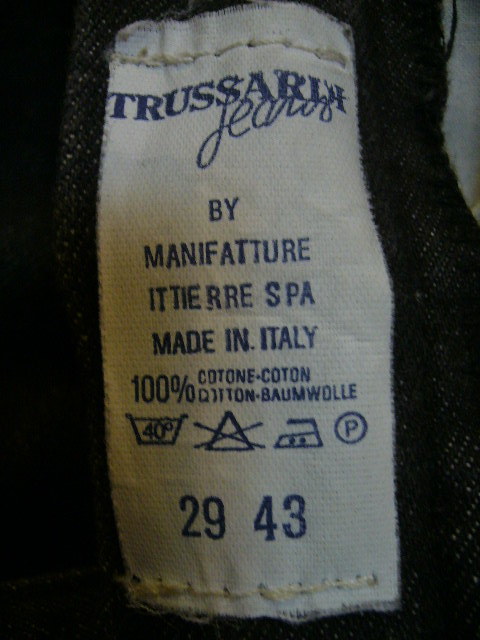 TRUSSARDI
jeans
BY
MANIFATTURE
ITTIERRE SPA
MADE IN. ITALY
100% COTONE-COTON
COTTON-BAUMWOLLE
40° P
29 43